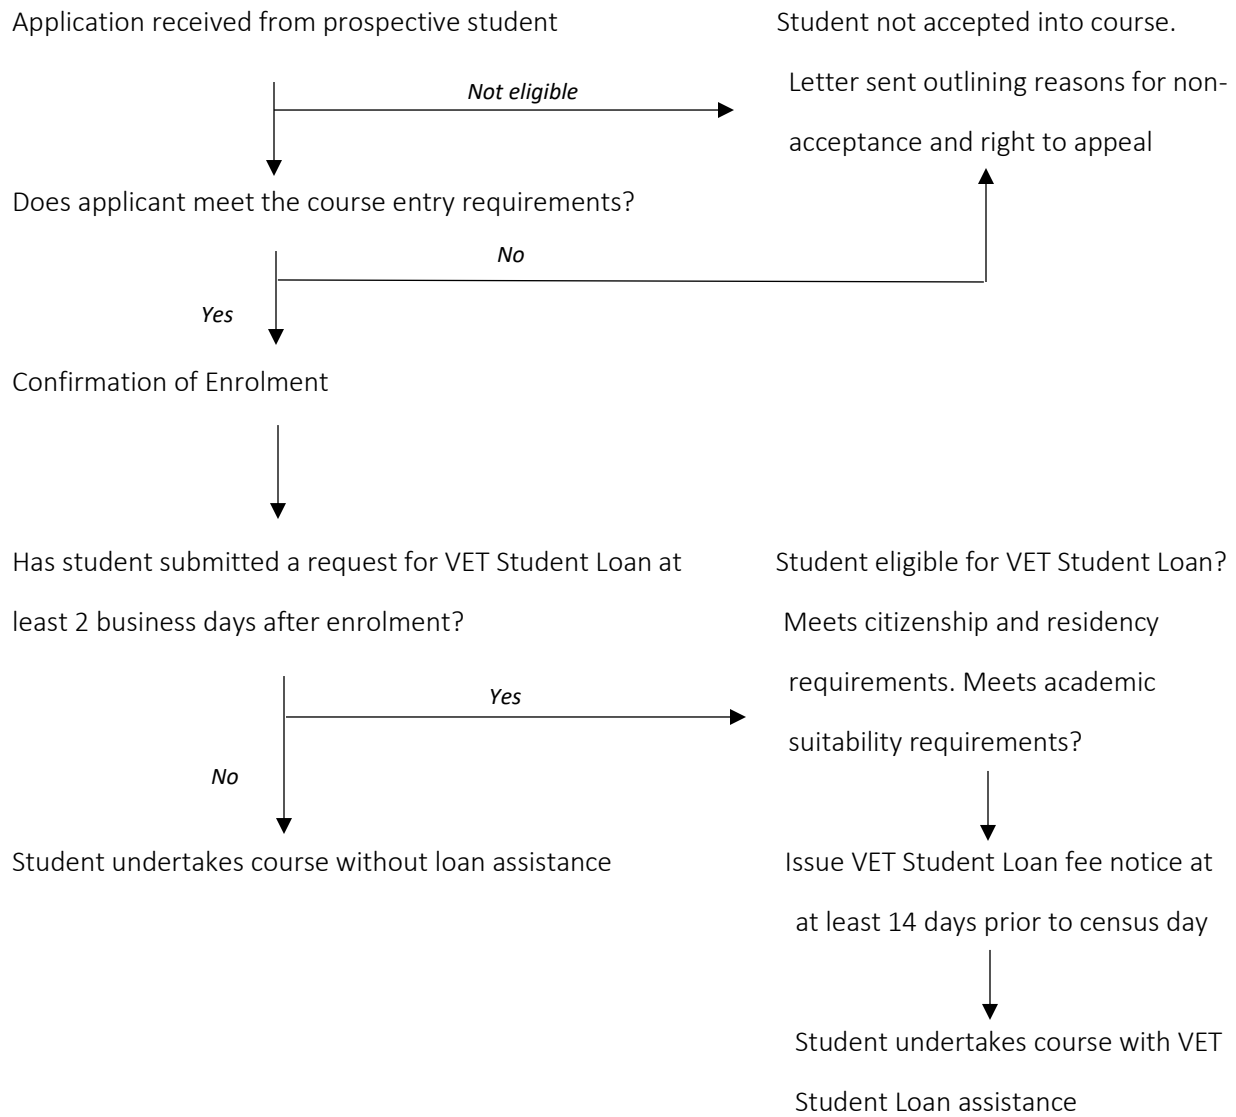 Application received from prospective student
Student not accepted into course.
Letter sent outlining reasons for non-
acceptance and right to appeal
Not eligible
Does applicant meet the course entry requirements?
No
Yes
Confirmation of Enrolment
Has student submitted a request for VET Student Loan at
least 2 business days after enrolment?
Student eligible for VET Student Loan?
Meets citizenship and residency
requirements. Meets academic
suitability requirements?
Yes
No
Student undertakes course without loan assistance
Issue VET Student Loan fee notice at
at least 14 days prior to census day
Student undertakes course with VET
Student Loan assistance